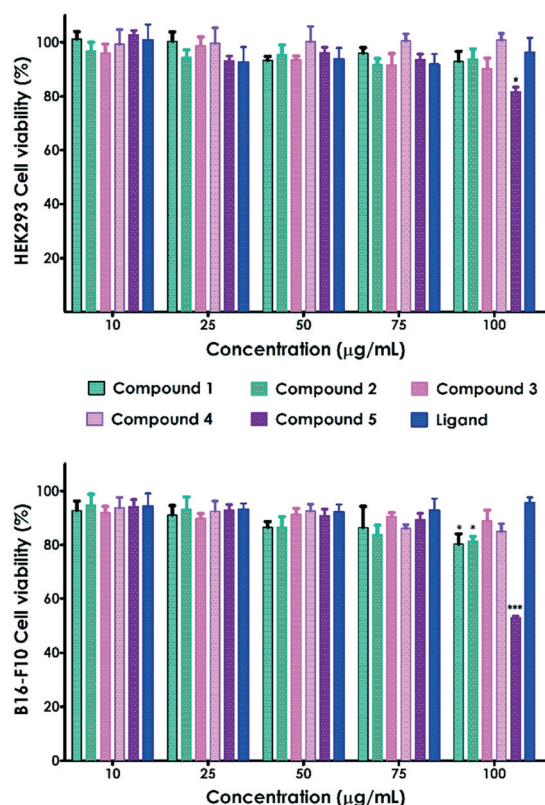 HEK293 Cell viability (%)
100
80
60
40
20
*
10 25 50 75 100
Concentration (μg/mL)
Compound 1 Compound 2 Compound 3
Compound 4 Compound 5 Ligand
B16-F10 Cell viability (%)
100
80
60
40
20
0
* *
***
10 25 50 75 100
Concentration (μg/mL)